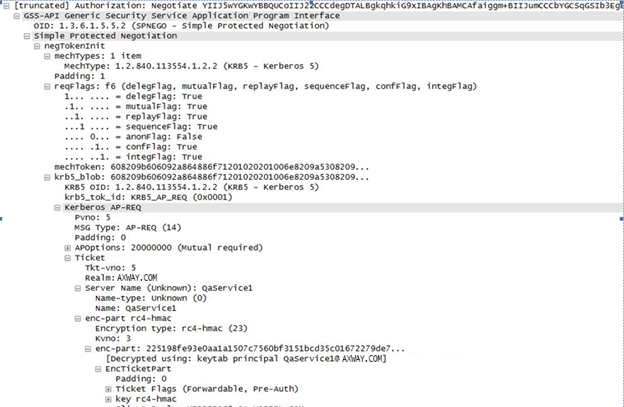 [truncated] Authorization: Negotiate YIIJ5wYGKwYBBQUCoIIJ2zCCCdegDTALBgkqhkiG9xIBAgKhBAMCAfaiggm+BIIJumCCCbYGCSqGSIb3Eg
GSS-API Generic Security Service Application Program Interface
OID: 1.3.6.1.5.5.2 (SPNEGO - Simple Protected Negotiation)
Simple Protected Negotiation
negTokenInit
mechTypes: 1 item
MechType: 1.2.840.113554.1.2.2 (KRB5 - Kerberos 5)
Padding: 1
reqFlags: f6 (delegFlag, mutualFlag, replayFlag, sequenceFlag, confFlag, integFlag)
1... .... = delegFlag: True
.1.. .... = mutualFlag: True
..1. .... = replayFlag: True
...1 .... = sequenceFlag: True
.... 0... = anonFlag: False
.... .1.. = confFlag: True
.... ..1. = integFlag: True
mechToken: 608209b606092a864886f71201020201006e8209a5308209...
krb5_blob: 608209b606092a864886f71201020201006e8209a5308209...
KRB5 OID: 1.2.840.113554.1.2.2 (KRB5 - Kerberos 5)
krb5_tok_id: KRB5_AP_REQ (0x0001)
Kerberos AP-REQ
Pvno: 5
MSG Type: AP-REQ (14)
Padding: 0
APOptions: 20000000 (Mutual required)
Ticket
Tkt-vno: 5
Realm: AXWAY.COM
Server Name (Unknown): QaService1
Name-type: Unknown (0)
Name: QaService1
enc-part rc4-hmac
Encryption type: rc4-hmac (23)
Kvno: 3
enc-part: 225198fe93e0aa1a1507c7560bf3151bcd35c01672279de7...
[Decrypted using: keytab principal QaService1@AXWAY.COM]
EncTicketPart
Padding: 0
Ticket Flags (Forwardable, Pre-Auth)
key rc4-hmac